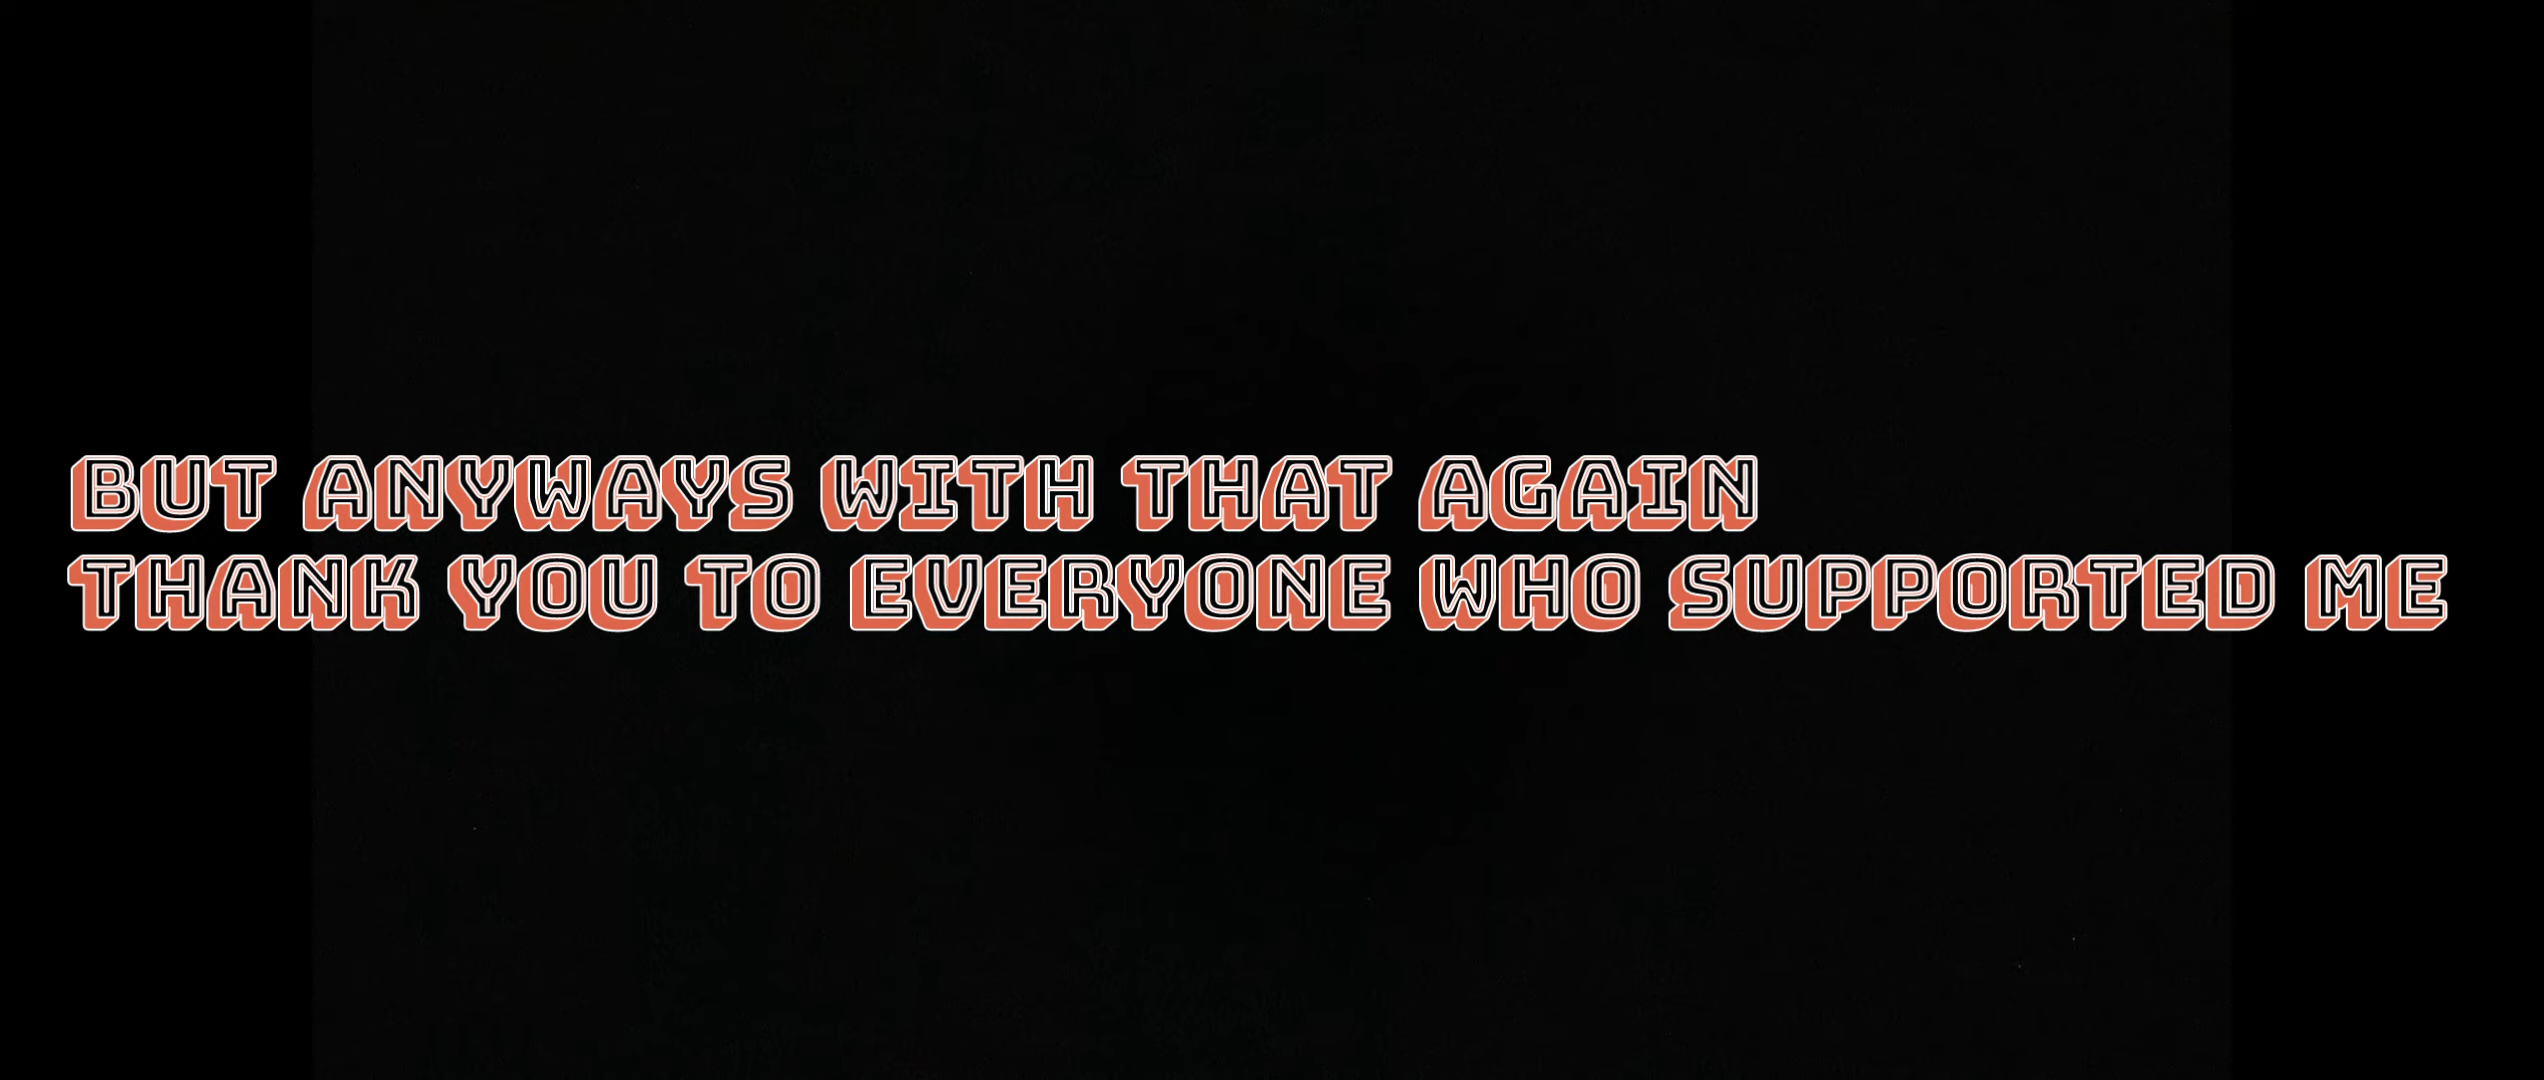 BUT ANYWAYS WITH THAT AGAIN
THANK YOU TO EVERYONE WHO SUPPORTED ME